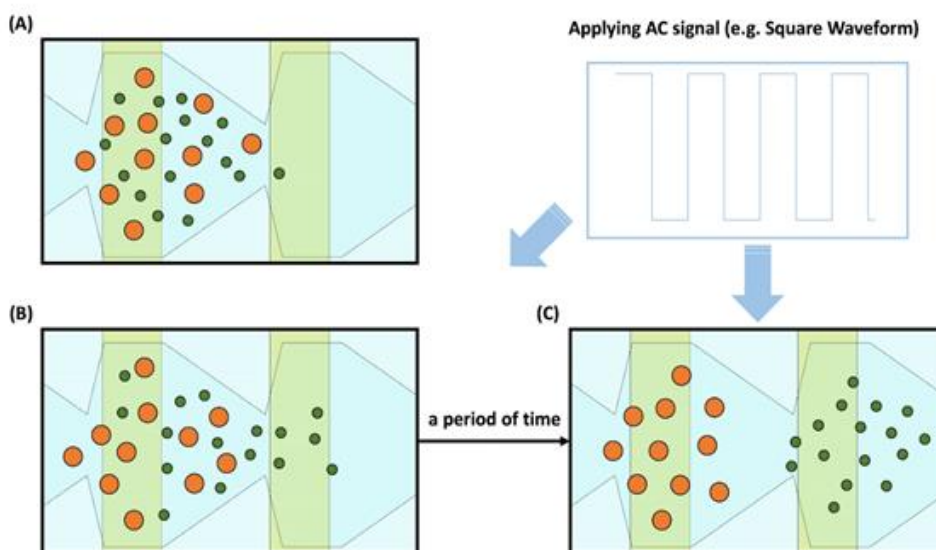 (A)
Applying AC signal (e.g. Square Waveform)
(B)
(C)
a period of time